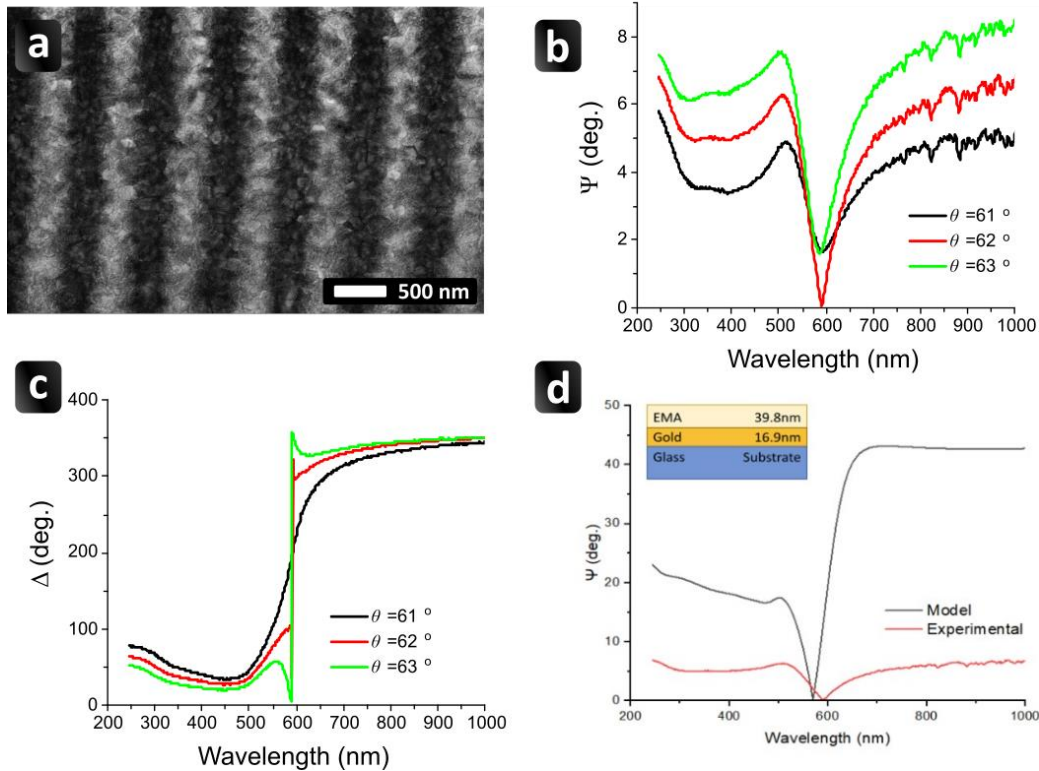 a
500 nm
b
8
6
4
2
0
Ψ (deg.)
θ =61 °
θ =62 °
θ =63 °
200 300 400 500 600 700 800 900 1000
Wavelength (nm)
c
400
300
200
100
0
Δ (deg.)
θ =61 °
θ =62 °
θ =63 °
200 300 400 500 600 700 800 900 1000
Wavelength (nm)
d
50
40
30
20
10
0
Ψ (deg.)
EMA 39.8nm
Gold 16.9nm
Glass Substrate
Model
Experimental
200 400 600 800 1000
Wavelength (nm)